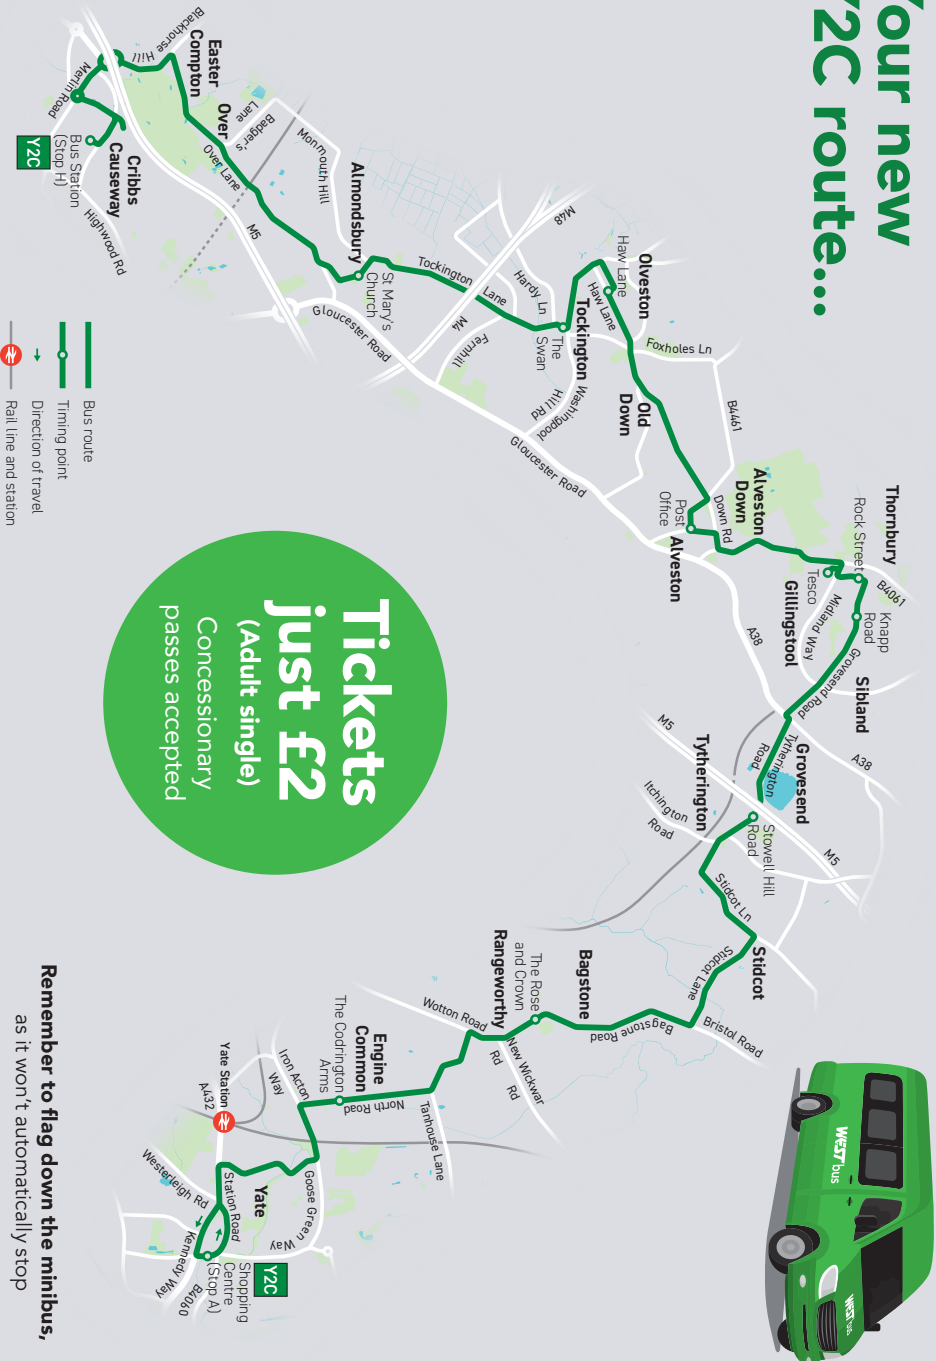 our new
Y2C route...
Blackhorse
Hill
Easter
Compton
Over
Merlin Road
Y2C
Bus Station
(Stop H)
Cribbs
Causeway
Highwood Rd
Over Lane
Badger's
Lane
Monmouth Hill
M5
Almondsbury
St Mary's
Church
Tockington
Lane
Gloucester Road
M4
M48
Hardy Ln
Fernhill
Olveston
Haw Lane
Haw Lane
Tockington
The
Swan
Washingpool
Hill Rd
Foxholes Ln
Old
Down
B4461
Gloucester Road
Alveston
Down
Down Rd
Post
Office
Alveston
Thornbury
Rock Street
B4061
Tesco
Gillingstool
Midland Way
Knapp
Road
Grovesend Road
Sibland
A38
A38
M5
Tytherington
Road
Grovesend
Tytherington
Itchington
Road
Stowell Hill
Road
M5
Stidcot Ln
Stidcot
Stidcot Lane
Bristol Road
Bagstone Road
Bagstone
The Rose
and Crown
Rangeworthy
Wotton Road
New Wickwar
Rd
Rd
Engine
Common
The Codrington
Arms
North Road
Tanhouse Lane
Iron Acton
Way
Yate Station
A432
Goose Green Way
Yate
Westerleigh Rd
Station Road
Kennedy Way
B4060
Y2C
Shopping
Centre
(Stop A)
Bus route
Timing point
Direction of travel
Rail line and station
Tickets
just £2
(Adult single)
Concessionary
passes accepted
WESTbus
WESTbus
Remember to flag down the minibus,
as it won't automatically stop